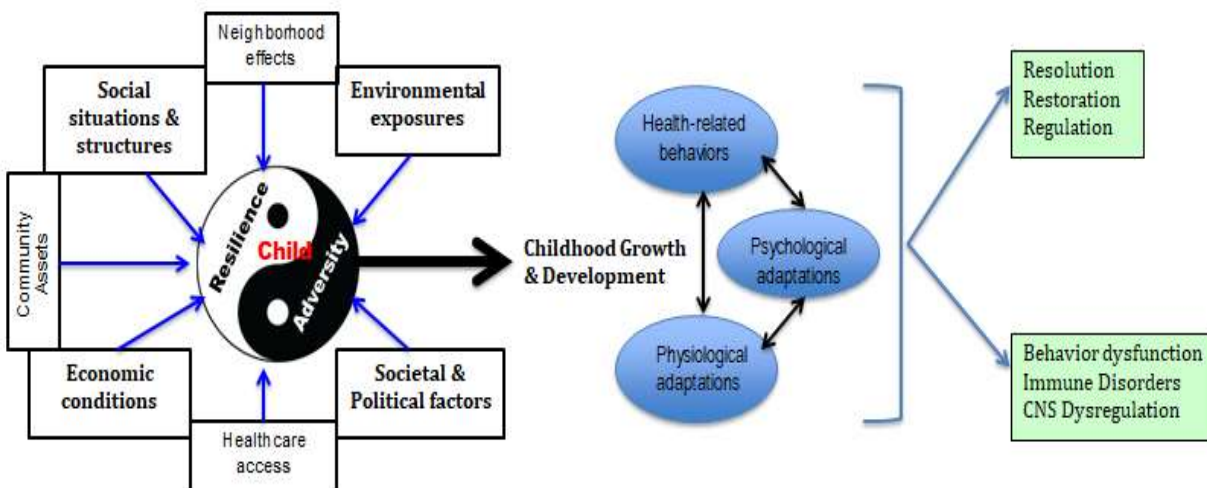 Neighborhood
effects
Social
situations &
structures
Environmental
exposures
Community
Assets
Resilience
Child
Adversity
Economic
conditions
Societal &
Political factors
Health care
access
Childhood Growth
& Development
Health-related
behaviors
Psychological
adaptations
Physiological
adaptations
Resolution
Restoration
Regulation
Behavior dysfunction
Immune Disorders
CNS Dysregulation